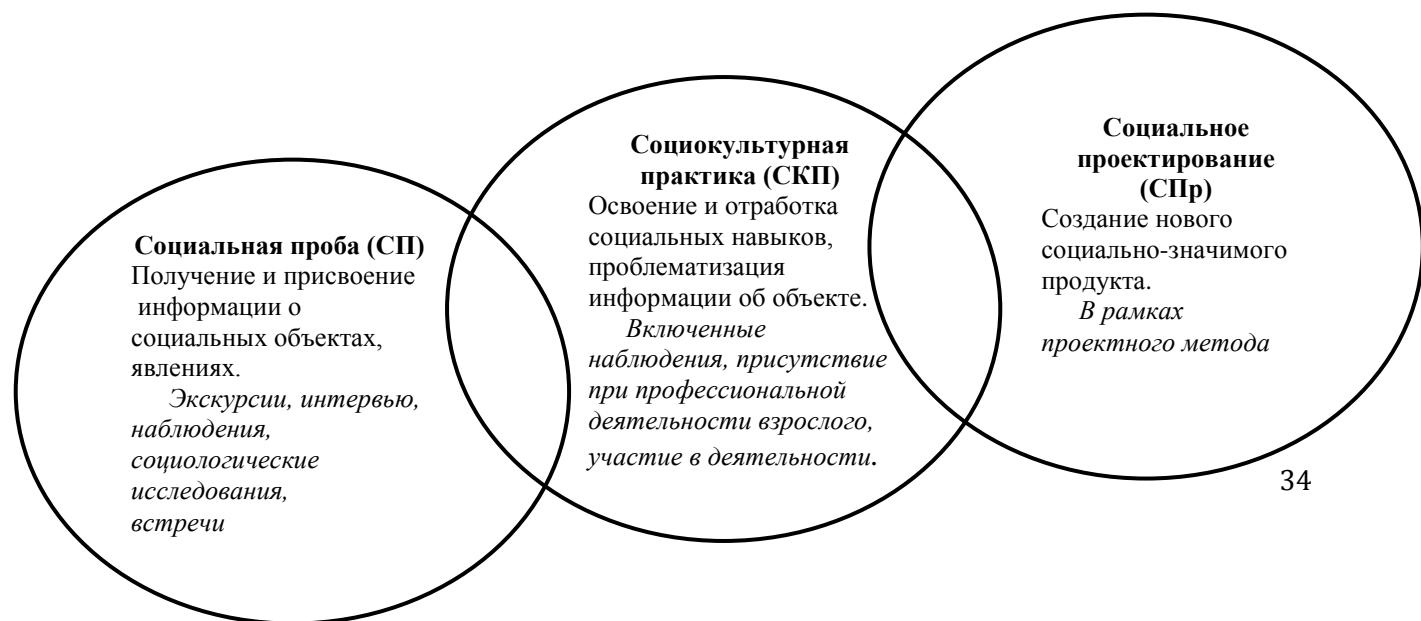 Социальная проба (СП)
Получение и присвоение
информации о
социальных объектах,
явлениях.
Экскурсии, интервью,
наблюдения,
социологические
исследования,
встречи
Социокультурная
практика (СКП)
Освоение и отработка
социальных навыков,
проблематизация
информации об объекте.
Включенные
наблюдения, присутствие
при профессиональной
деятельности взрослого,
участие в деятельности.
Социальное
проектирование
(СПр)
Создание нового
социально-значимого
продукта.
В рамках
проектного метода
34